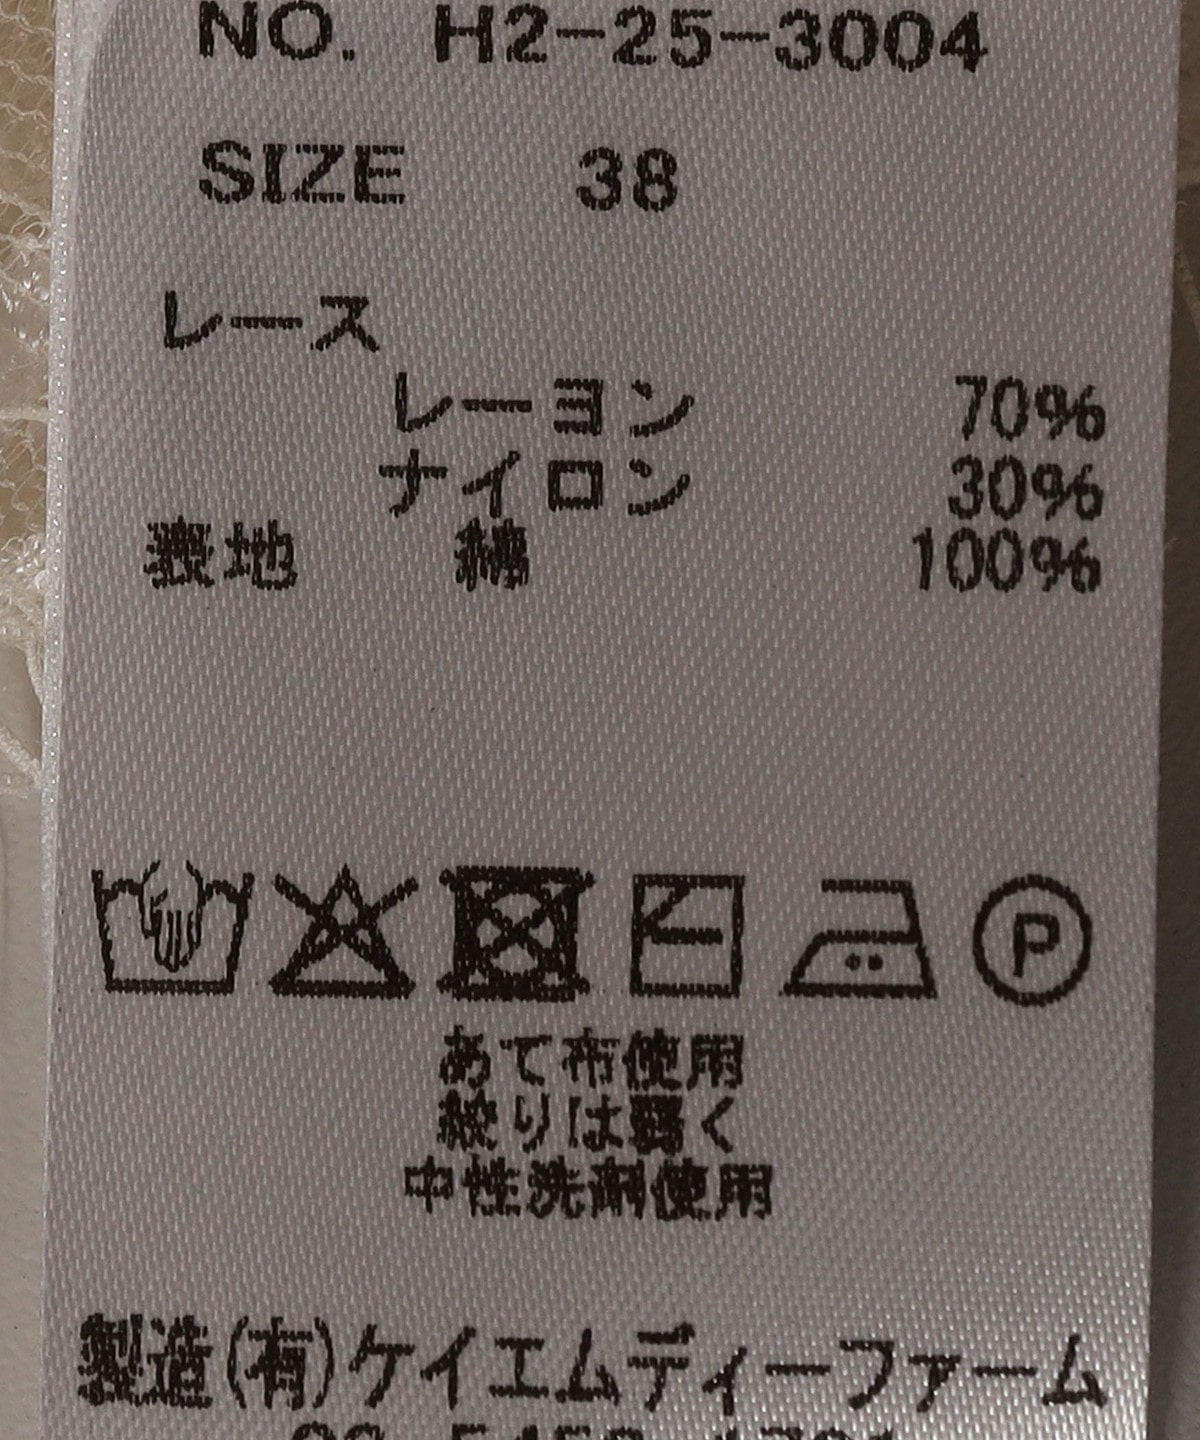 NO. H2-25-3004
SIZE 38
レース
レーヨン 70%
ナイロン 30%
表地 綿 100%
P
あて布使用
絞りは弱く
中性洗剤使用
製造(有)ケイエムディーファーム